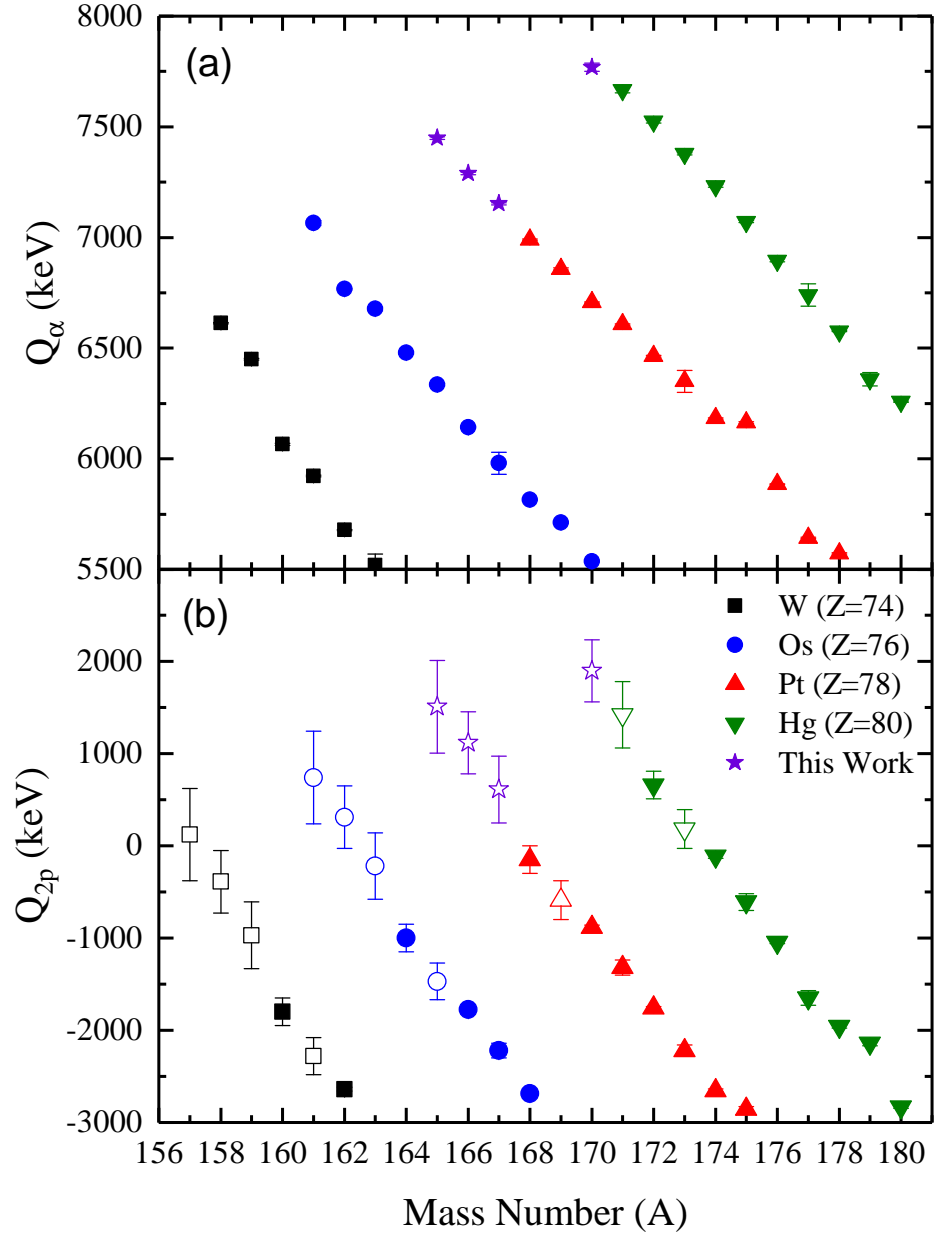 (a)
8000
7500
7000
6500
6000
5500
Qα (keV)
(b)
W (Z=74)
Os (Z=76)
Pt (Z=78)
Hg (Z=80)
This Work
2000
1000
0
-1000
-2000
-3000
Q2p (keV)
156 158 160 162 164 166 168 170 172 174 176 178 180
Mass Number (A)